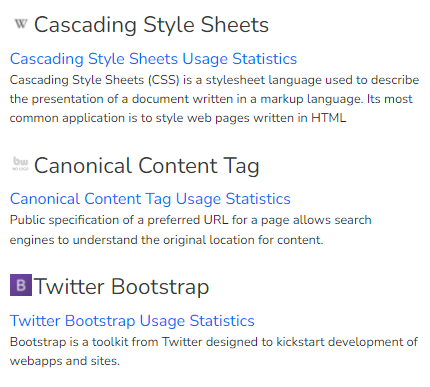 W Cascading Style Sheets
Cascading Style Sheets Usage Statistics
Cascading Style Sheets (CSS) is a stylesheet language used to describe
the presentation of a document written in a markup language. Its most
common application is to style web pages written in HTML
bw Canonical Content Tag
NO LOGO
Canonical Content Tag Usage Statistics
Public specification of a preferred URL for a page allows search
engines to understand the original location for content.
B Twitter Bootstrap
Twitter Bootstrap Usage Statistics
Bootstrap is a toolkit from Twitter designed to kickstart development of
webapps and sites.